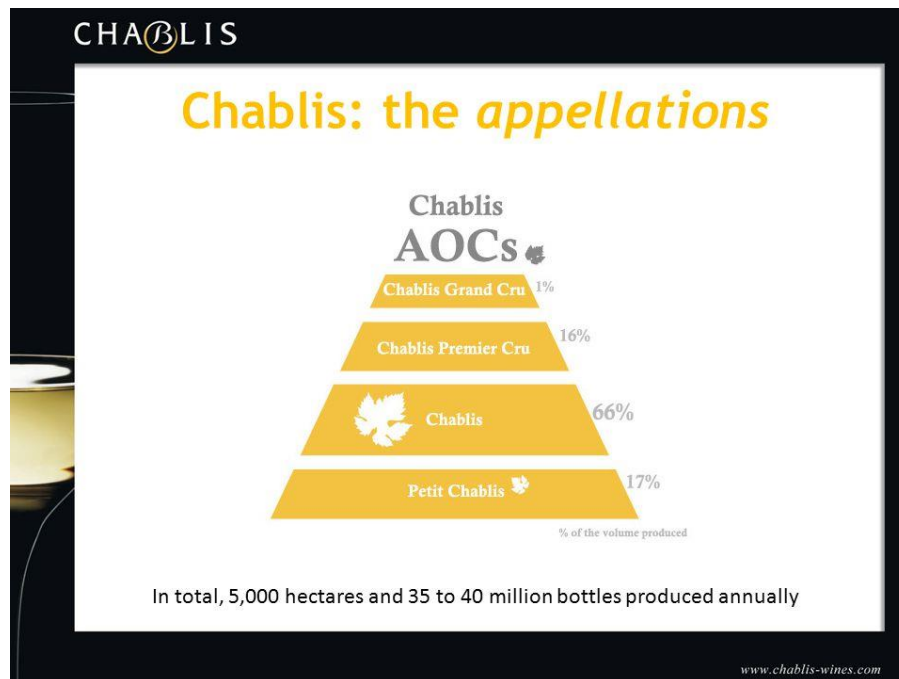 CHABLIS
Chablis: the appellations
Chablis
AOCs
Chablis Grand Cru 1%
Chablis Premier Cru 16%
Chablis 66%
Petit Chablis 17%
% of the volume produced
In total, 5,000 hectares and 35 to 40 million bottles produced annually
www.chablis-wines.com